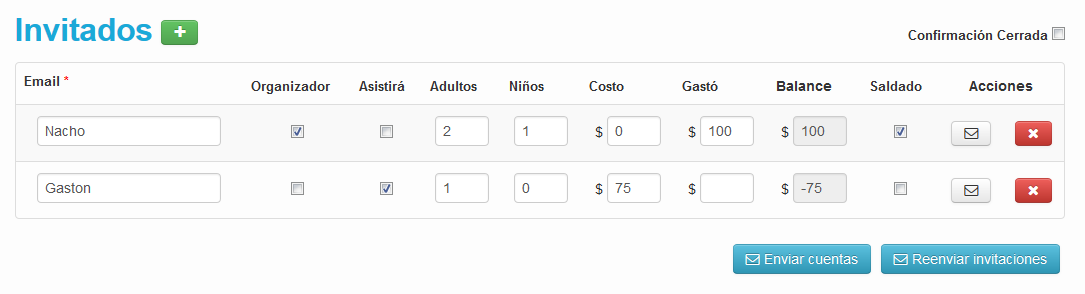 Invitados +
Confirmación Cerrada
Email * Organizador Asistirá Adultos Niños Costo Gastó Balance Saldado Acciones
Nacho 2 1 $ 0 $ 100 $ 100
Gaston 1 0 $ 75 $ $ -75
Enviar cuentas Reenviar invitaciones